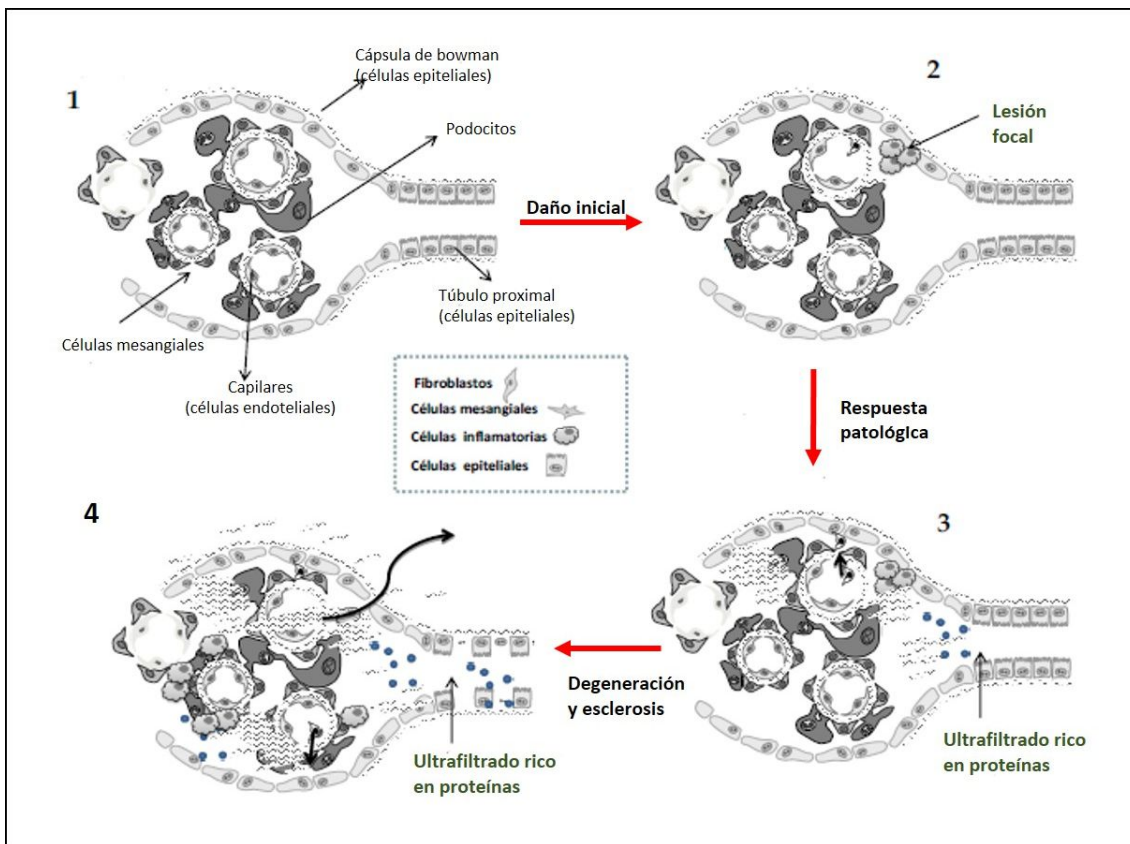 1
Cápsula de bowman
(células epiteliales)
Podocitos
Túbulo proximal
(células epiteliales)
Células mesangiales
Capilares
(células endoteliales)
Daño inicial
2
Lesión
focal
Respuesta
patológica
Fibroblastos
Células mesangiales
Células inflamatorias
Células epiteliales
3
Ultrafiltrado rico
en proteínas
Degeneración
y esclerosis
4
Ultrafiltrado rico
en proteínas